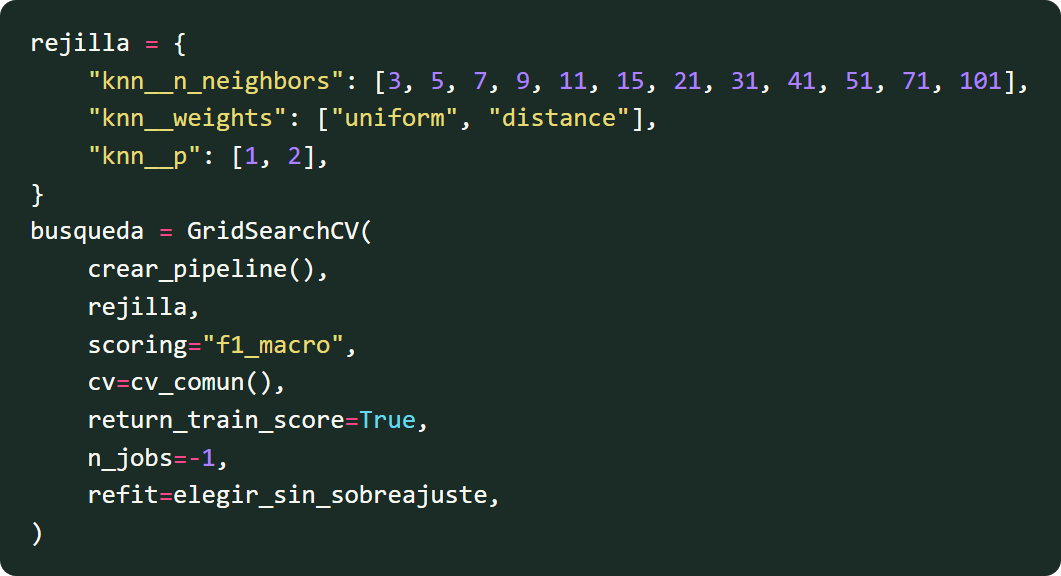 rejilla = {
    "knn__n_neighbors": [3, 5, 7, 9, 11, 15, 21, 31, 41, 51, 71, 101],
    "knn__weights": ["uniform", "distance"],
    "knn__p": [1, 2],
}
busqueda = GridSearchCV(
    crear_pipeline(),
    rejilla,
    scoring="f1_macro",
    cv=cv_comun(),
    return_train_score=True,
    n_jobs=-1,
    refit=elegir_sin_sobreajuste,
)